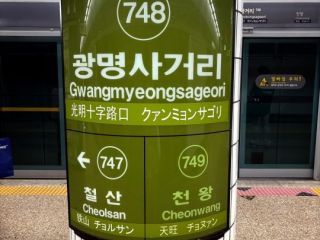 748
광명사거리
Gwangmyeongsageori
光明十字路口 クァンミョンサゴリ
← 747
철산
Cheolsan
鉄山 チョルサン
749
천왕
Cheonwang
天旺 チョヌァン